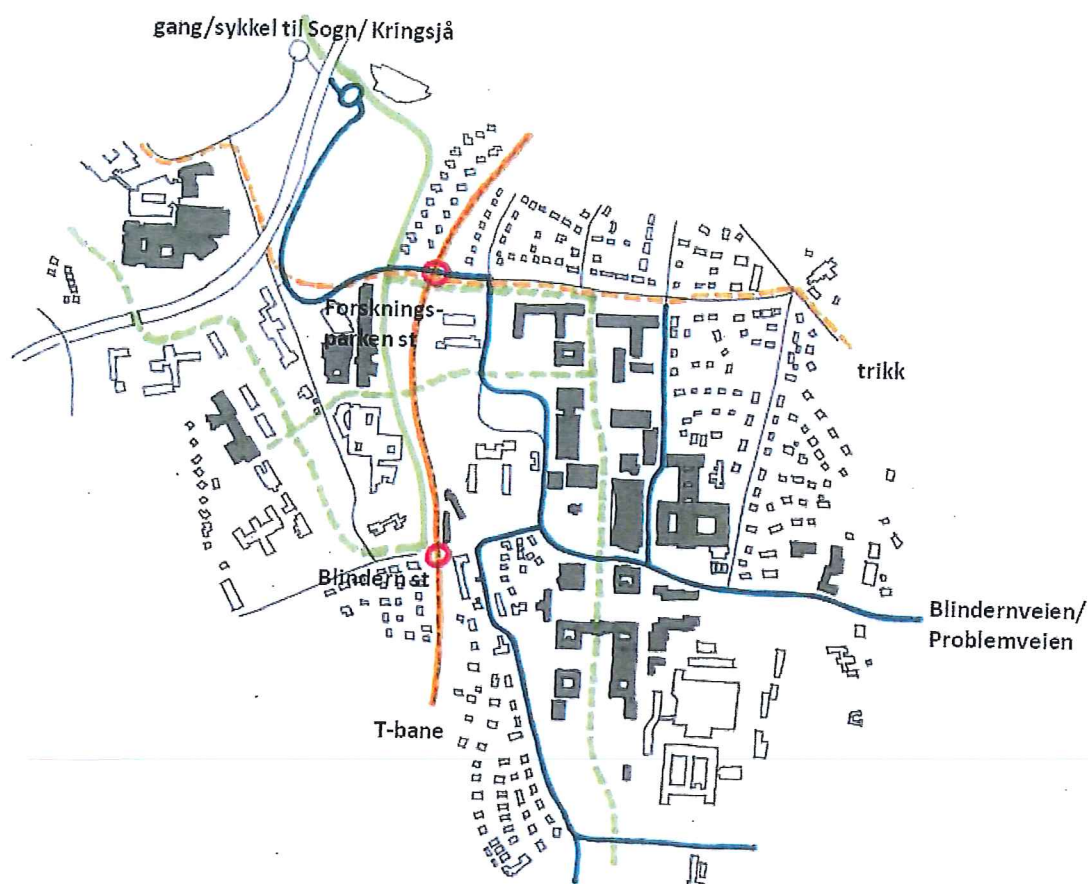 gang/sykkel til Sogn/ Kringsjå
Forsknings-
parken st
trikk
Blindern st
Blindernveien/
Problemveien
T-bane